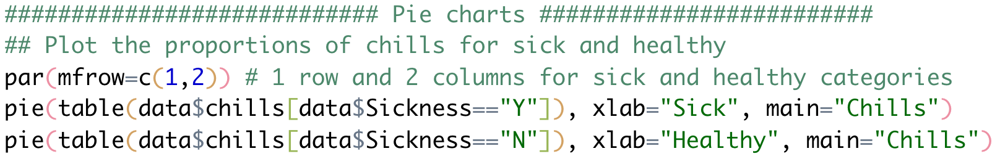 ############################ Pie charts #########################
## Plot the proportions of chills for sick and healthy
par(mfrow=c(1,2)) # 1 row and 2 columns for sick and healthy categories
pie(table(data$chills[data$Sickness=="Y"]), xlab="Sick", main="Chills")
pie(table(data$chills[data$Sickness=="N"]), xlab="Healthy", main="Chills")